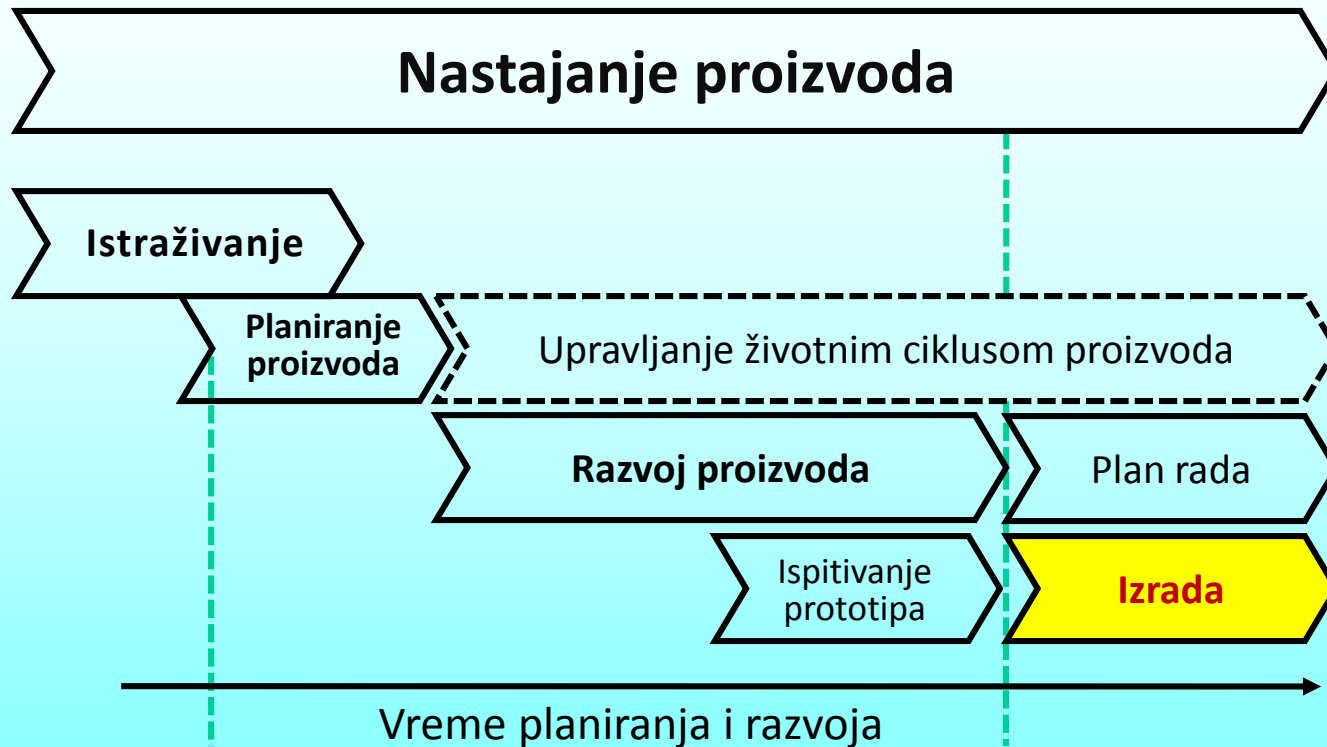 Nastajanje proizvoda
Istraživanje
Planiranje
proizvoda
Upravljanje životnim ciklusom proizvoda
Razvoj proizvoda
Plan rada
Ispitivanje
prototipa
Izrada
Vreme planiranja i razvoja